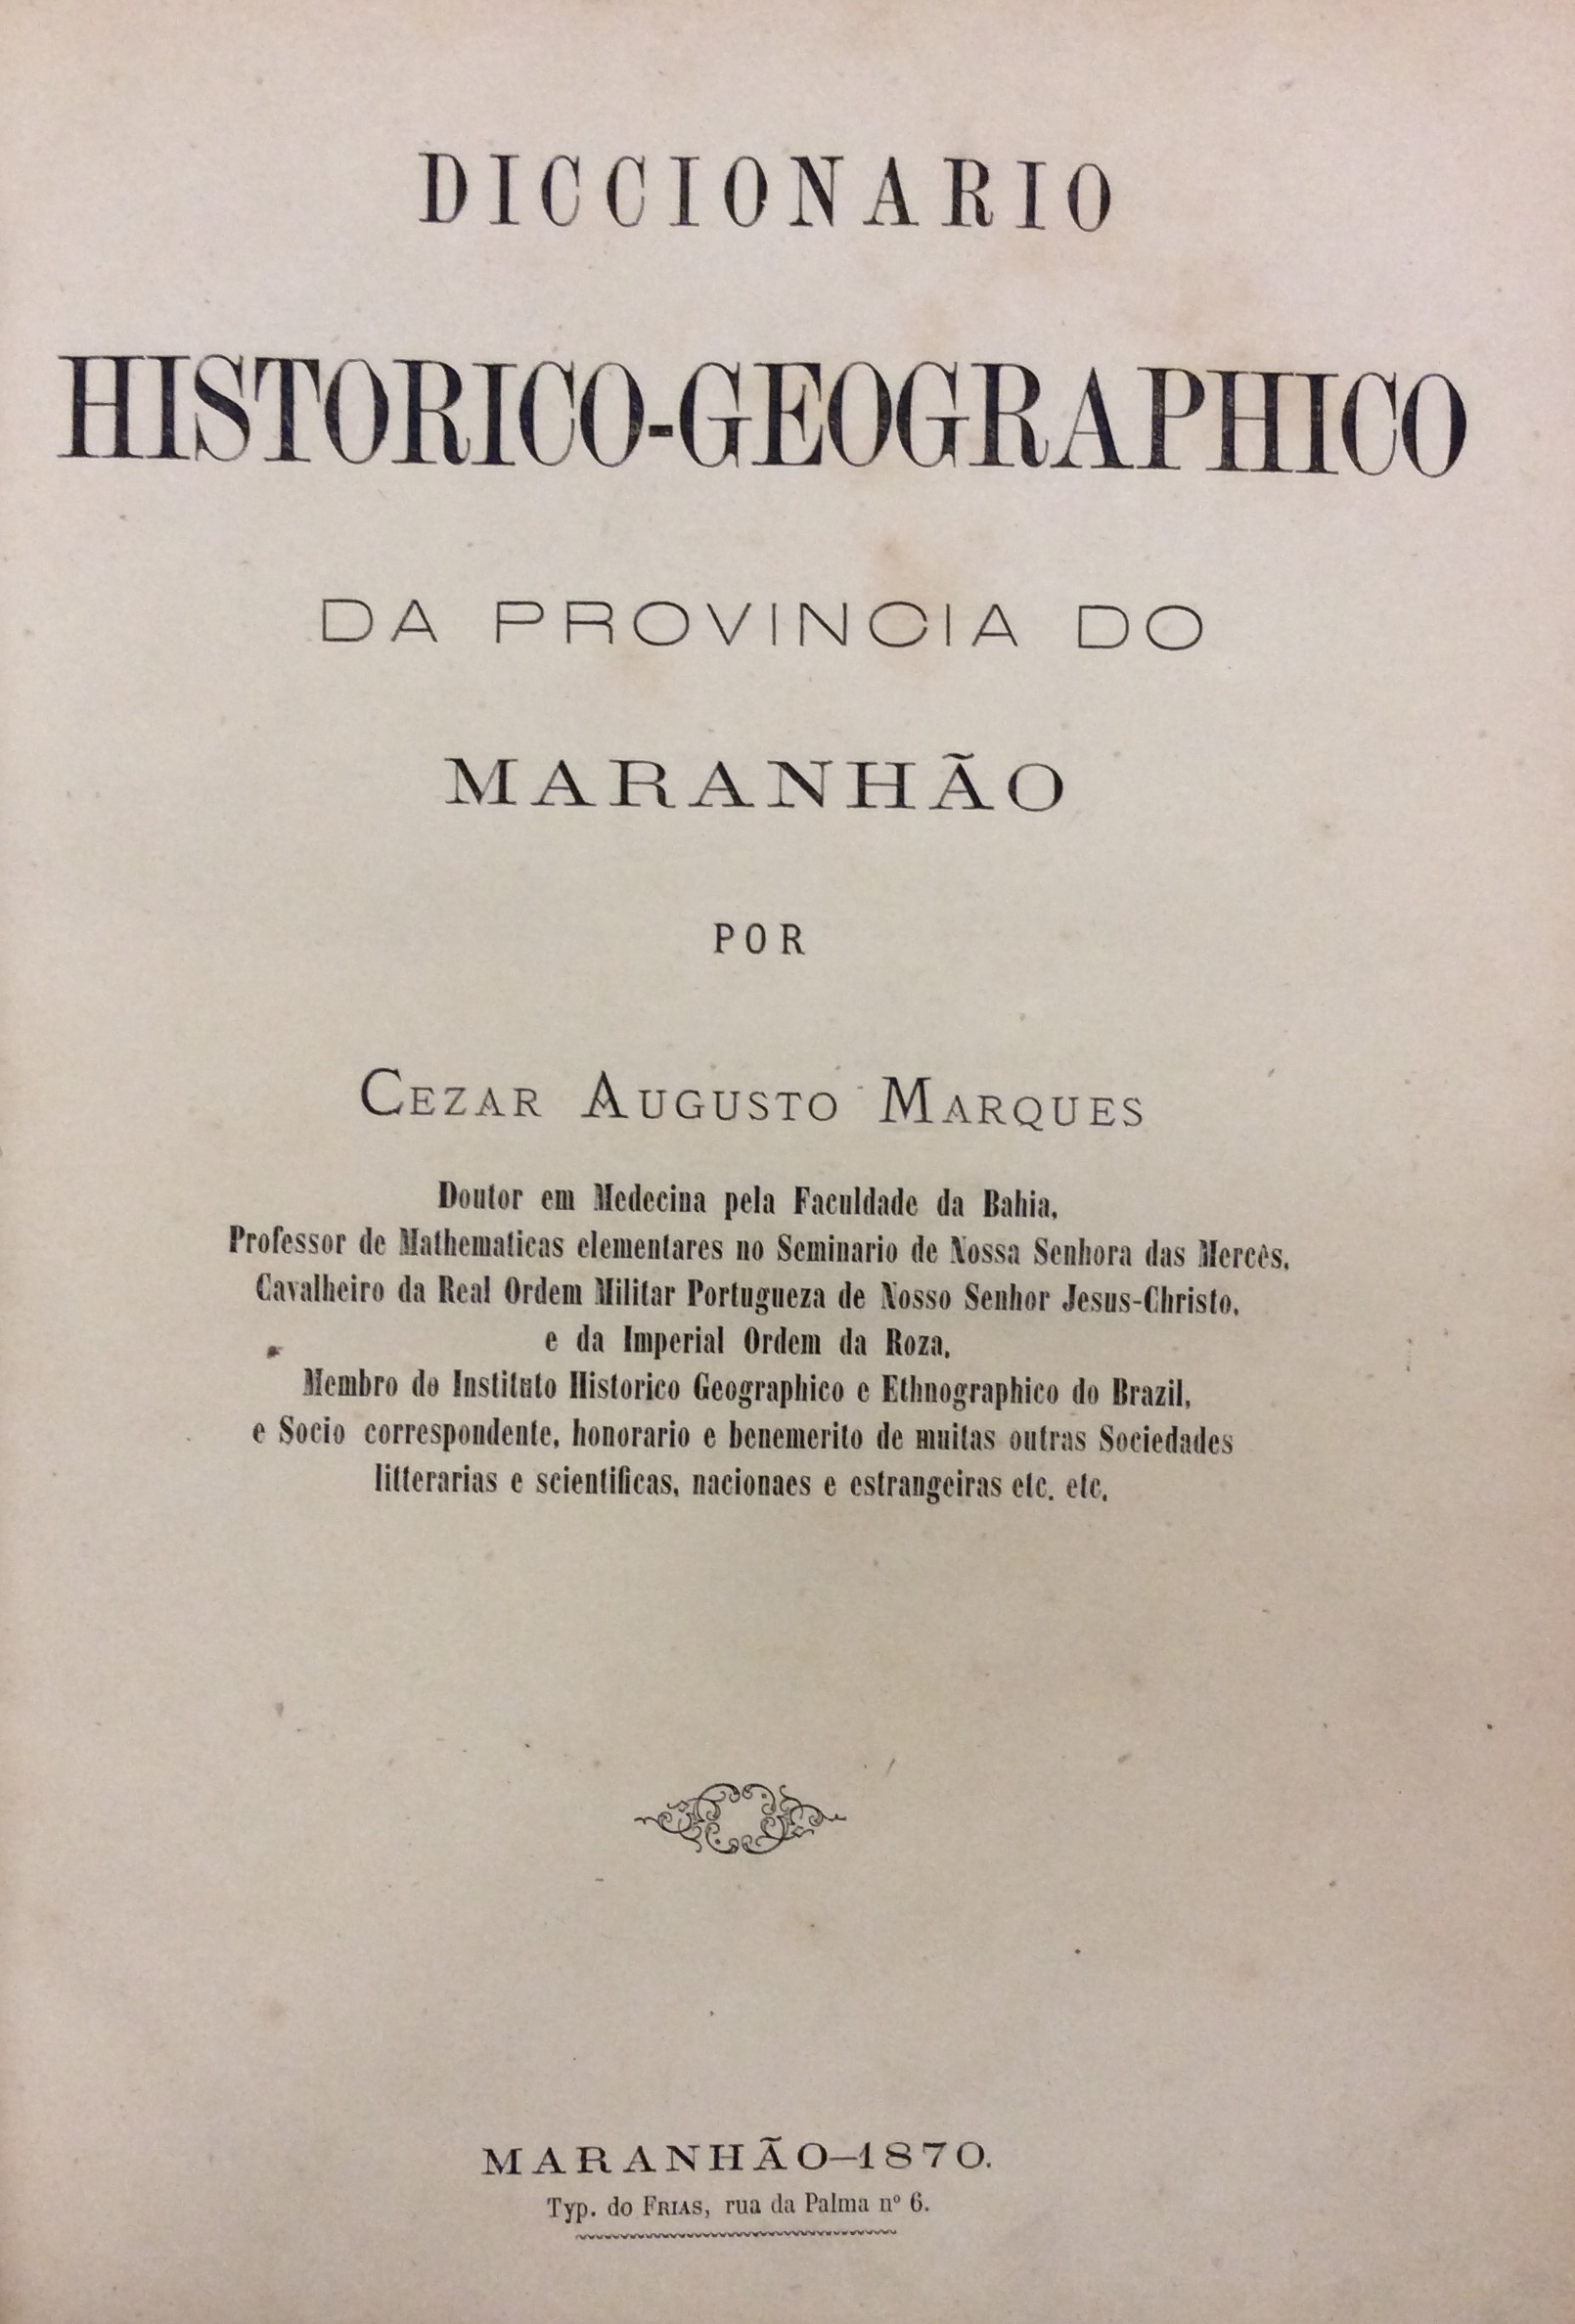 DICCIONARIO
HISTORICO-GEOGRAPHICO
DA PROVINCIA DO
MARANHÃO
POR
CEZAR AUGUSTO MARQUES
Doutor em Medecina pela Faculdade da Bahia,
Professor de Mathematicas elementares no Seminario de Nossa Senhora das Mercês,
Cavalheiro da Real Ordem Militar Portugueza de Nosso Senhor Jesus-Christo,
e da Imperial Ordem da Roza,
Membro do Instituto Historico Geographico e Ethnographico do Brazil,
e Socio correspondente, honorario e benemerito de muitas outras Sociedades
litterarias e scientificas, nacionaes e estrangeiras etc. etc.
MARANHÃO—1870.
Typ. do FRIAS, rua da Palma nº 6.